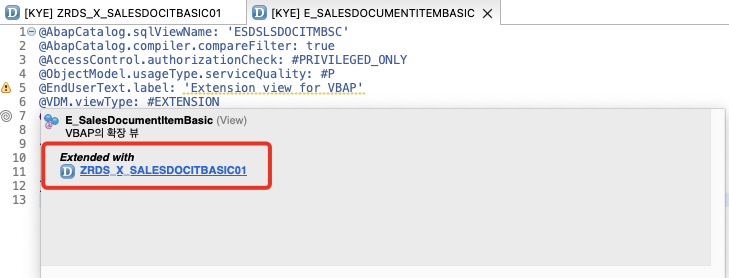 [KYE] ZRDS_X_SALESDOCITBASIC01
[KYE] E_SALESDOCUMENTITEMBASIC
1 @AbapCatalog.sqlViewName: 'ESDSLSDOCITMBSC'
2 @AbapCatalog.compiler.compareFilter: true
3 @AccessControl.authorizationCheck: #PRIVILEGED_ONLY
4 @ObjectModel.usageType.serviceQuality: #P
5 @EndUserText.label: 'Extension view for VBAP'
6 @VDM.viewType: #EXTENSION
7
E_SalesDocumentItemBasic (View)
8
VBAP의 확장 뷰
9
10 Extended with
11 ZRDS_X_SALESDOCITBASIC01
12
13